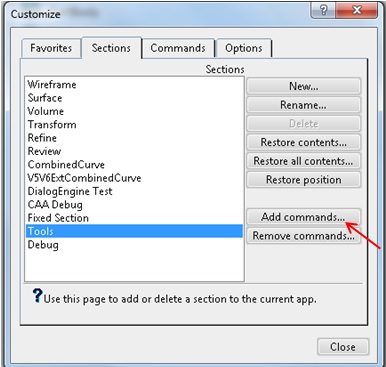 Customize
Favorites Sections Commands Options
Sections
Wireframe
Surface
Volume
Transform
Refine
Review
CombinedCurve
V5V6ExtCombinedCurve
DialogEngine Test
CAA Debug
Fixed Section
Tools
Debug
New...
Rename...
Delete
Restore contents...
Restore all contents...
Restore position
Add commands...
Remove commands...
?Use this page to add or delete a section to the current app.
Close